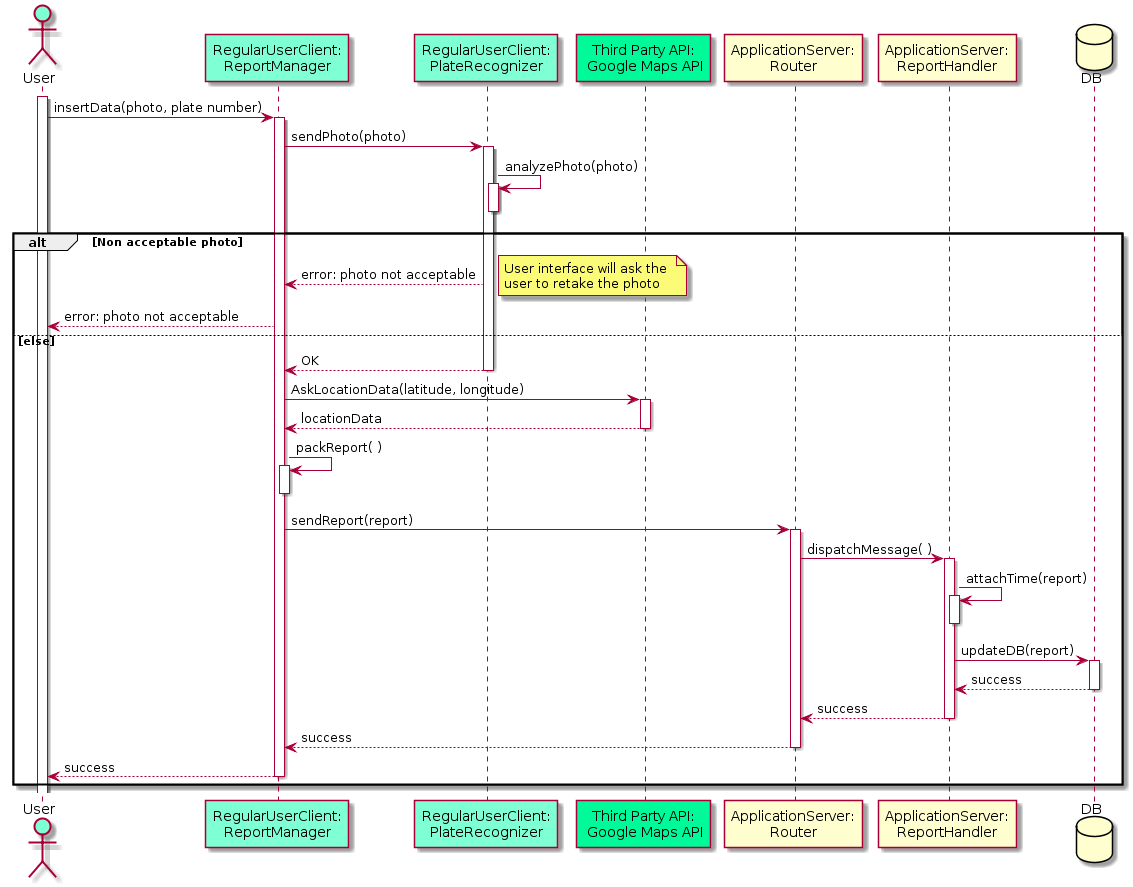 User
RegularUserClient:
ReportManager
RegularUserClient:
PlateRecognizer
Third Party API:
Google Maps API
ApplicationServer:
Router
ApplicationServer:
ReportHandler
DB
insertData(photo, plate number)
sendPhoto(photo)
analyzePhoto(photo)
alt
[Non acceptable photo]
User interface will ask the
user to retake the photo
error: photo not acceptable
error: photo not acceptable
[else]
OK
AskLocationData(latitude, longitude)
locationData
packReport( )
sendReport(report)
dispatchMessage( )
attachTime(report)
updateDB(report)
success
success
success
success
User
RegularUserClient:
ReportManager
RegularUserClient:
PlateRecognizer
Third Party API:
Google Maps API
ApplicationServer:
Router
ApplicationServer:
ReportHandler
DB